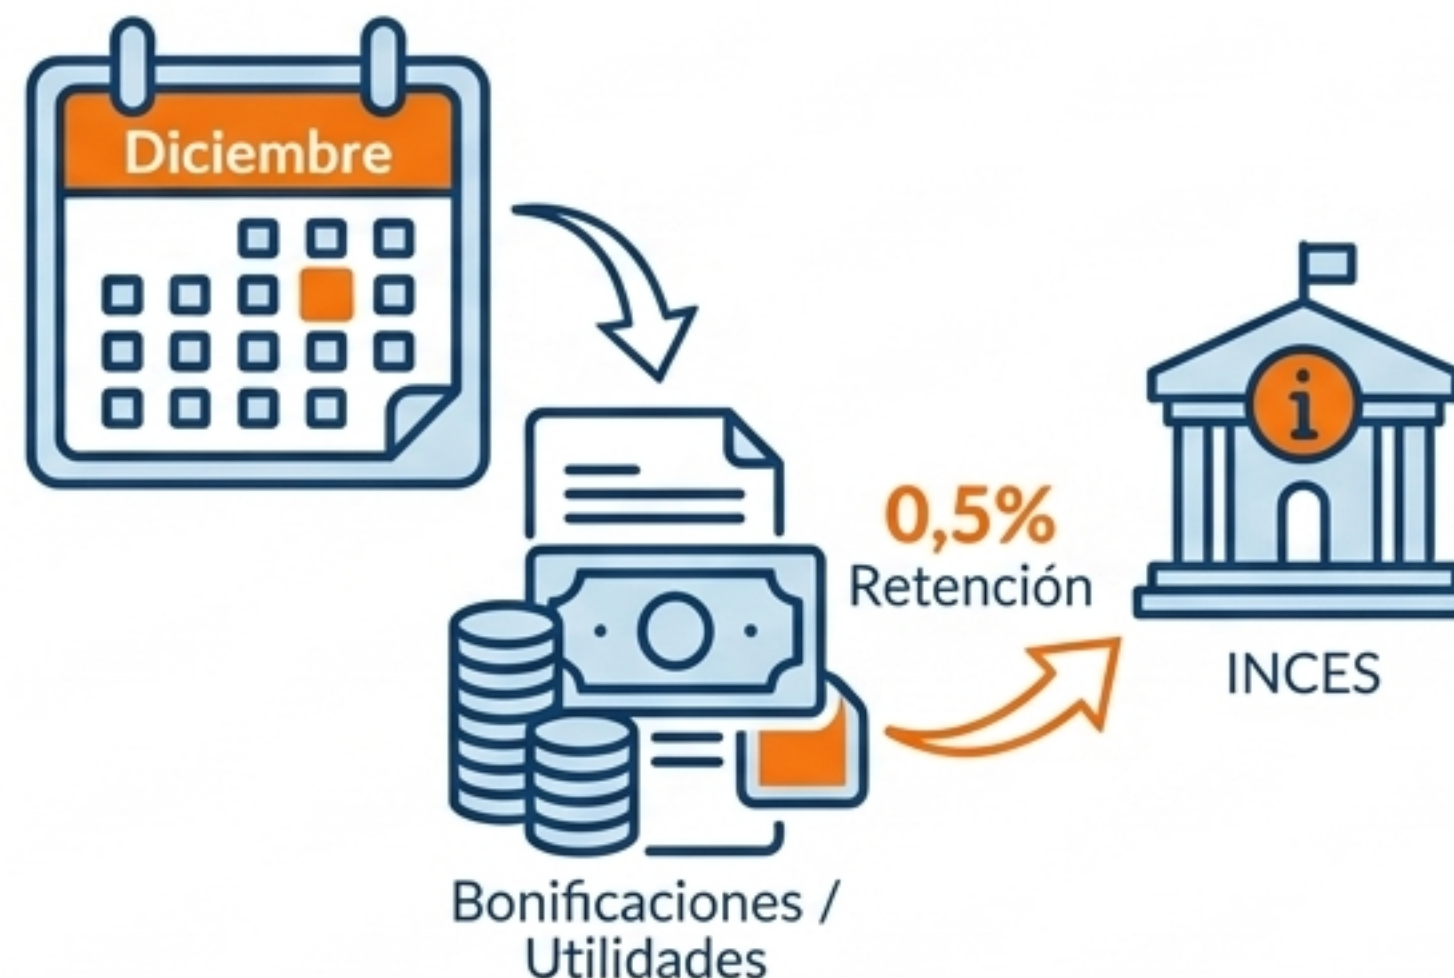 Diciembre
0,5%
Retención
i
INCES
Bonificaciones /
Utilidades